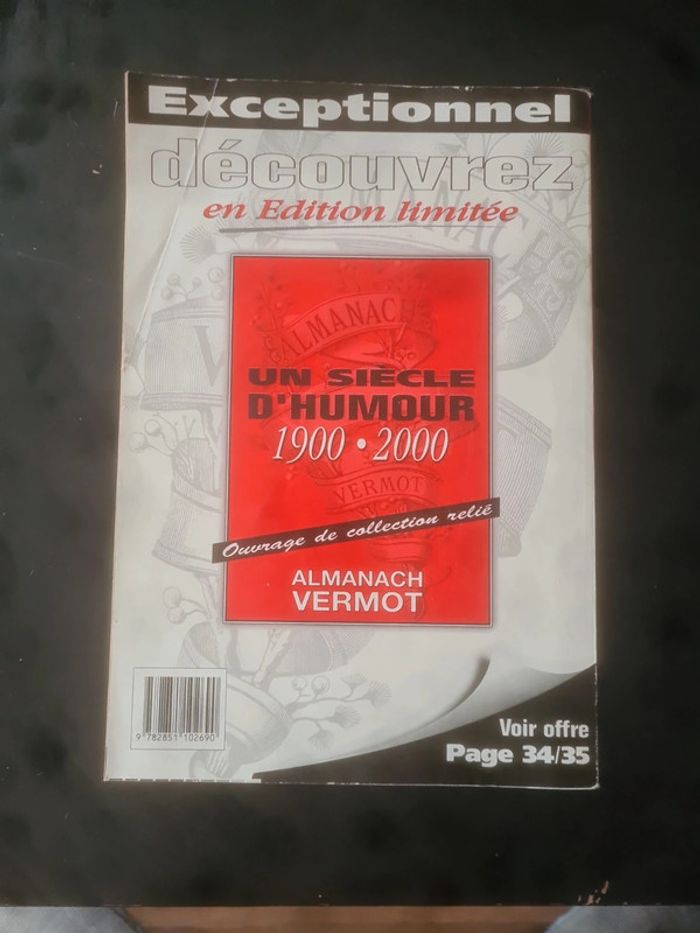 Exceptionnel
découvrez
en Edition limitée
ALMANACH
UN SIÈCLE
D'HUMOUR
1900 • 2000
VERMOT
Ouvrage de collection relié
ALMANACH
VERMOT
9 782851 102690
Voir offre
Page 34/35